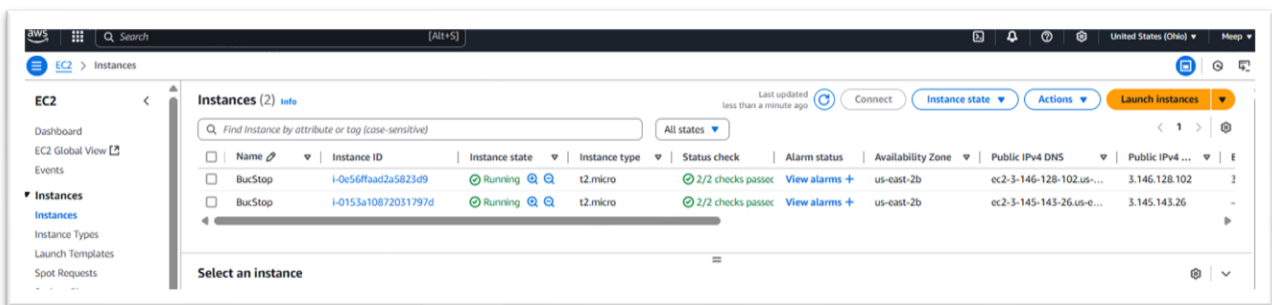 aws Search [Alt+S] United States (Ohio) Meep
EC2 > Instances
EC2
Dashboard
EC2 Global View
Events
Instances
Instances
Instance Types
Launch Templates
Spot Requests
Instances (2) Info
Last updated
less than a minute ago
Connect Instance state Actions Launch instances
Find Instance by attribute or tag (case-sensitive) All states 1
Name Instance ID Instance state Instance type Status check Alarm status Availability Zone Public IPv4 DNS Public IPv4 ... E
BucStop i-0e56ffaad2a5823d9 Running t2.micro 2/2 checks passec View alarms + us-east-2b ec2-3-146-128-102.us-... 3.146.128.102 3
BucStop i-0153a10872031797d Running t2.micro 2/2 checks passec View alarms + us-east-2b ec2-3-145-143-26.us-e... 3.145.143.26 -
Select an instance